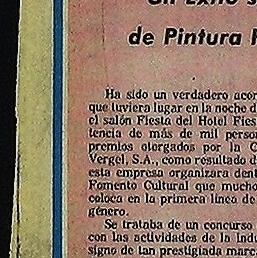 Un Exito s
de Pintura
Ha sido un verdadero acon
que tuviera lugar en la noche d
el salón Fiesta del Hotel Fies
tencia de más de mil perso
premios otorgados por la C
Vergel, S.A., como resultado d
esta empresa organizara dent
Fomento Cultural que mucho
coloca en la primera línea de
género.
Se trataba de un concurso
con las actividades de la indu
signo de tan prestigiada marc